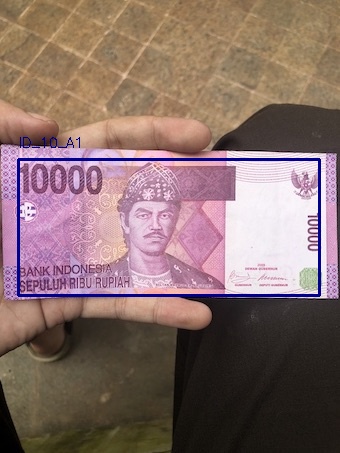 ID_10_A1
10000
10000
BANK INDONESIA
SEPULUH RIBU RUPIAH